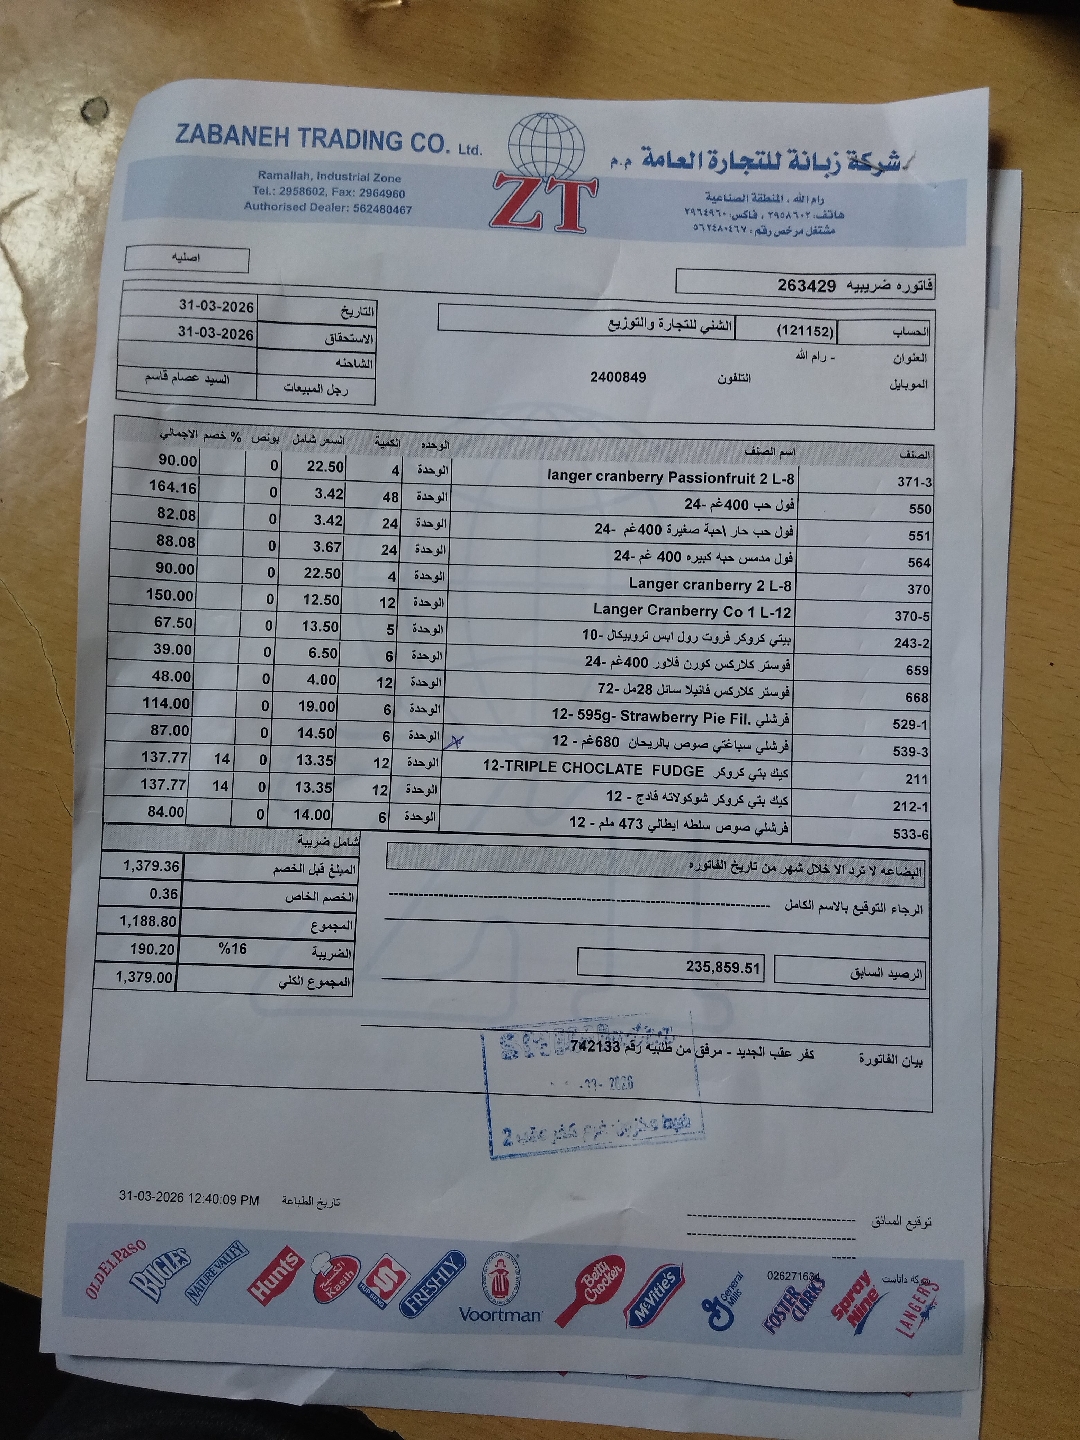 ZABANEH TRADING CO. Ltd.
Ramallah, Industrial Zone
Tel.: 2958602, Fax: 2964960
Authorised Dealer: 562480467
ZT
شركة زبانة للتجارة العامة م.م
رام الله ، المنطقة الصناعية
هاتف: ٢٩٥٨٦٠٢ ، فاكس: ٢٩٦٤٩٦٠
مشتغل مرخص رقم: ٥٦٢٤٨٠٤٦٧
اصليه
فاتوره ضريبيه 263429
التاريخ 31-03-2026
الاستحقاق 31-03-2026
الشاحنه
رجل المبيعات السيد عصام قاسم
الحساب (121152) الشني للتجارة والتوزيع
العنوان - رام الله
الموبايل التلفون 2400849
الصنف اسم الصنف الوحده الكمية السعر شامل بونص % خصم الاجمالي
371-3 langer cranberry Passionfruit 2 L-8 الوحدة 4 22.50 0 90.00
550 فول حب 400غم -24 الوحدة 48 3.42 0 164.16
551 فول حب حار \حبة صغيرة 400غم -24 الوحدة 24 3.42 0 82.08
564 فول مدمس حبه كبيره 400 غم -24 الوحدة 24 3.67 0 88.08
370 Langer cranberry 2 L-8 الوحدة 4 22.50 0 90.00
370-5 Langer Cranberry Co 1 L-12 الوحدة 12 12.50 0 150.00
243-2 بيتي كروكر فروت رول ابس تروبيكال -10 الوحدة 5 13.50 0 67.50
659 فوستر كلاركس كورن فلاور 400غم -24 الوحدة 6 6.50 0 39.00
668 فوستر كلاركس فانيلا سائل 28مل -72 الوحدة 12 4.00 0 48.00
529-1 فرشلي .12- 595g- Strawberry Pie Fil الوحدة 6 19.00 0 114.00
539-3 فرشلي سباغتي صوص بالريحان 680غم - 12 الوحدة 6 14.50 0 87.00
211 كيك بتي كروكر 12-TRIPLE CHOCLATE FUDGE الوحدة 12 13.35 0 14 137.77
212-1 كيك بتي كروكر شوكولاته فادج - 12 الوحدة 12 13.35 0 14 137.77
533-6 فرشلي صوص سلطه ايطالي 473 ملم - 12 الوحدة 6 14.00 0 84.00
شامل ضريبة
المبلغ قبل الخصم 1,379.36
الخصم الخاص 0.36
المجموع 1,188.80
الضريبة %16 190.20
المجموع الكلي 1,379.00
البضاعه لا ترد الا خلال شهر من تاريخ الفاتوره
الرجاء التوقيع بالاسم الكامل
الرصيد السابق 235,859.51
بيان الفاتورة كفر عقب الجديد - مرفق من طلبيه رقم 742133
2026
تاريخ الطباعة 31-03-2026 12:40:09 PM
توقيع السائق
شركة داتاست
OLD EL PASO
BUGLES
NATURE VALLEY
Hunts
Kasih
FRESHLY
Voortman
Betty Crocker
McVitie's
General Mills
FOSTER CLARKS
Spray Nine
LANGERS